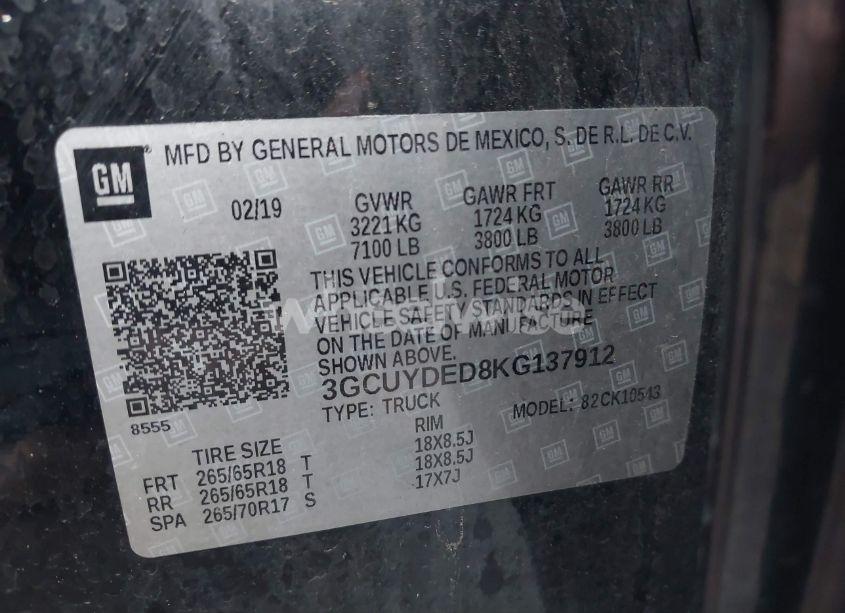 GM
MFD BY GENERAL MOTORS DE MEXICO, S. DE R.L. DE C.V.
02/19
GVWR GAWR FRT GAWR RR
3221 KG 1724 KG 1724 KG
7100 LB 3800 LB 3800 LB
THIS VEHICLE CONFORMS TO ALL
APPLICABLE U.S. FEDERAL MOTOR
VEHICLE SAFETY STANDARDS IN EFFECT
ON THE DATE OF MANUFACTURE
SHOWN ABOVE.
3GCUYDED8KG137912
8555
TYPE: TRUCK MODEL: 82CK10543
TIRE SIZE RIM
FRT 265/65R18 T 18X8.5J
RR 265/65R18 T 18X8.5J
SPA 265/70R17 S 17X7J